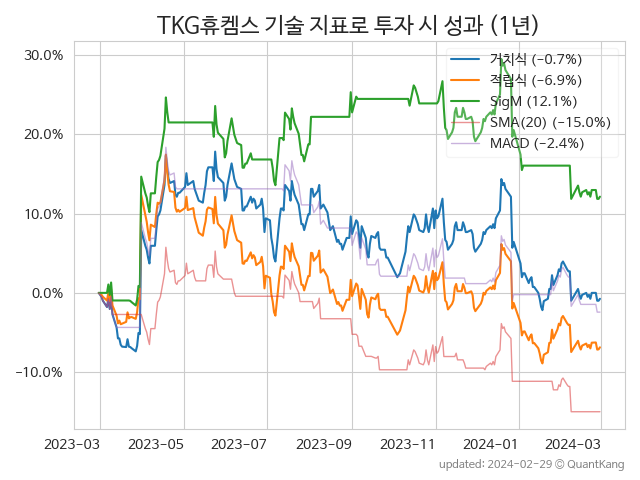 TKG휴켐스 기술 지표로 투자 시 성과 (1년)
30.0%
20.0%
10.0%
0.0%
−10.0%
거치식 (−0.7%)
적립식 (−6.9%)
SigM (12.1%)
SMA(20) (−15.0%)
MACD (−2.4%)
2023-03 2023-05 2023-07 2023-09 2023-11 2024-01 2024-03
updated: 2024-02-29 © QuantKang